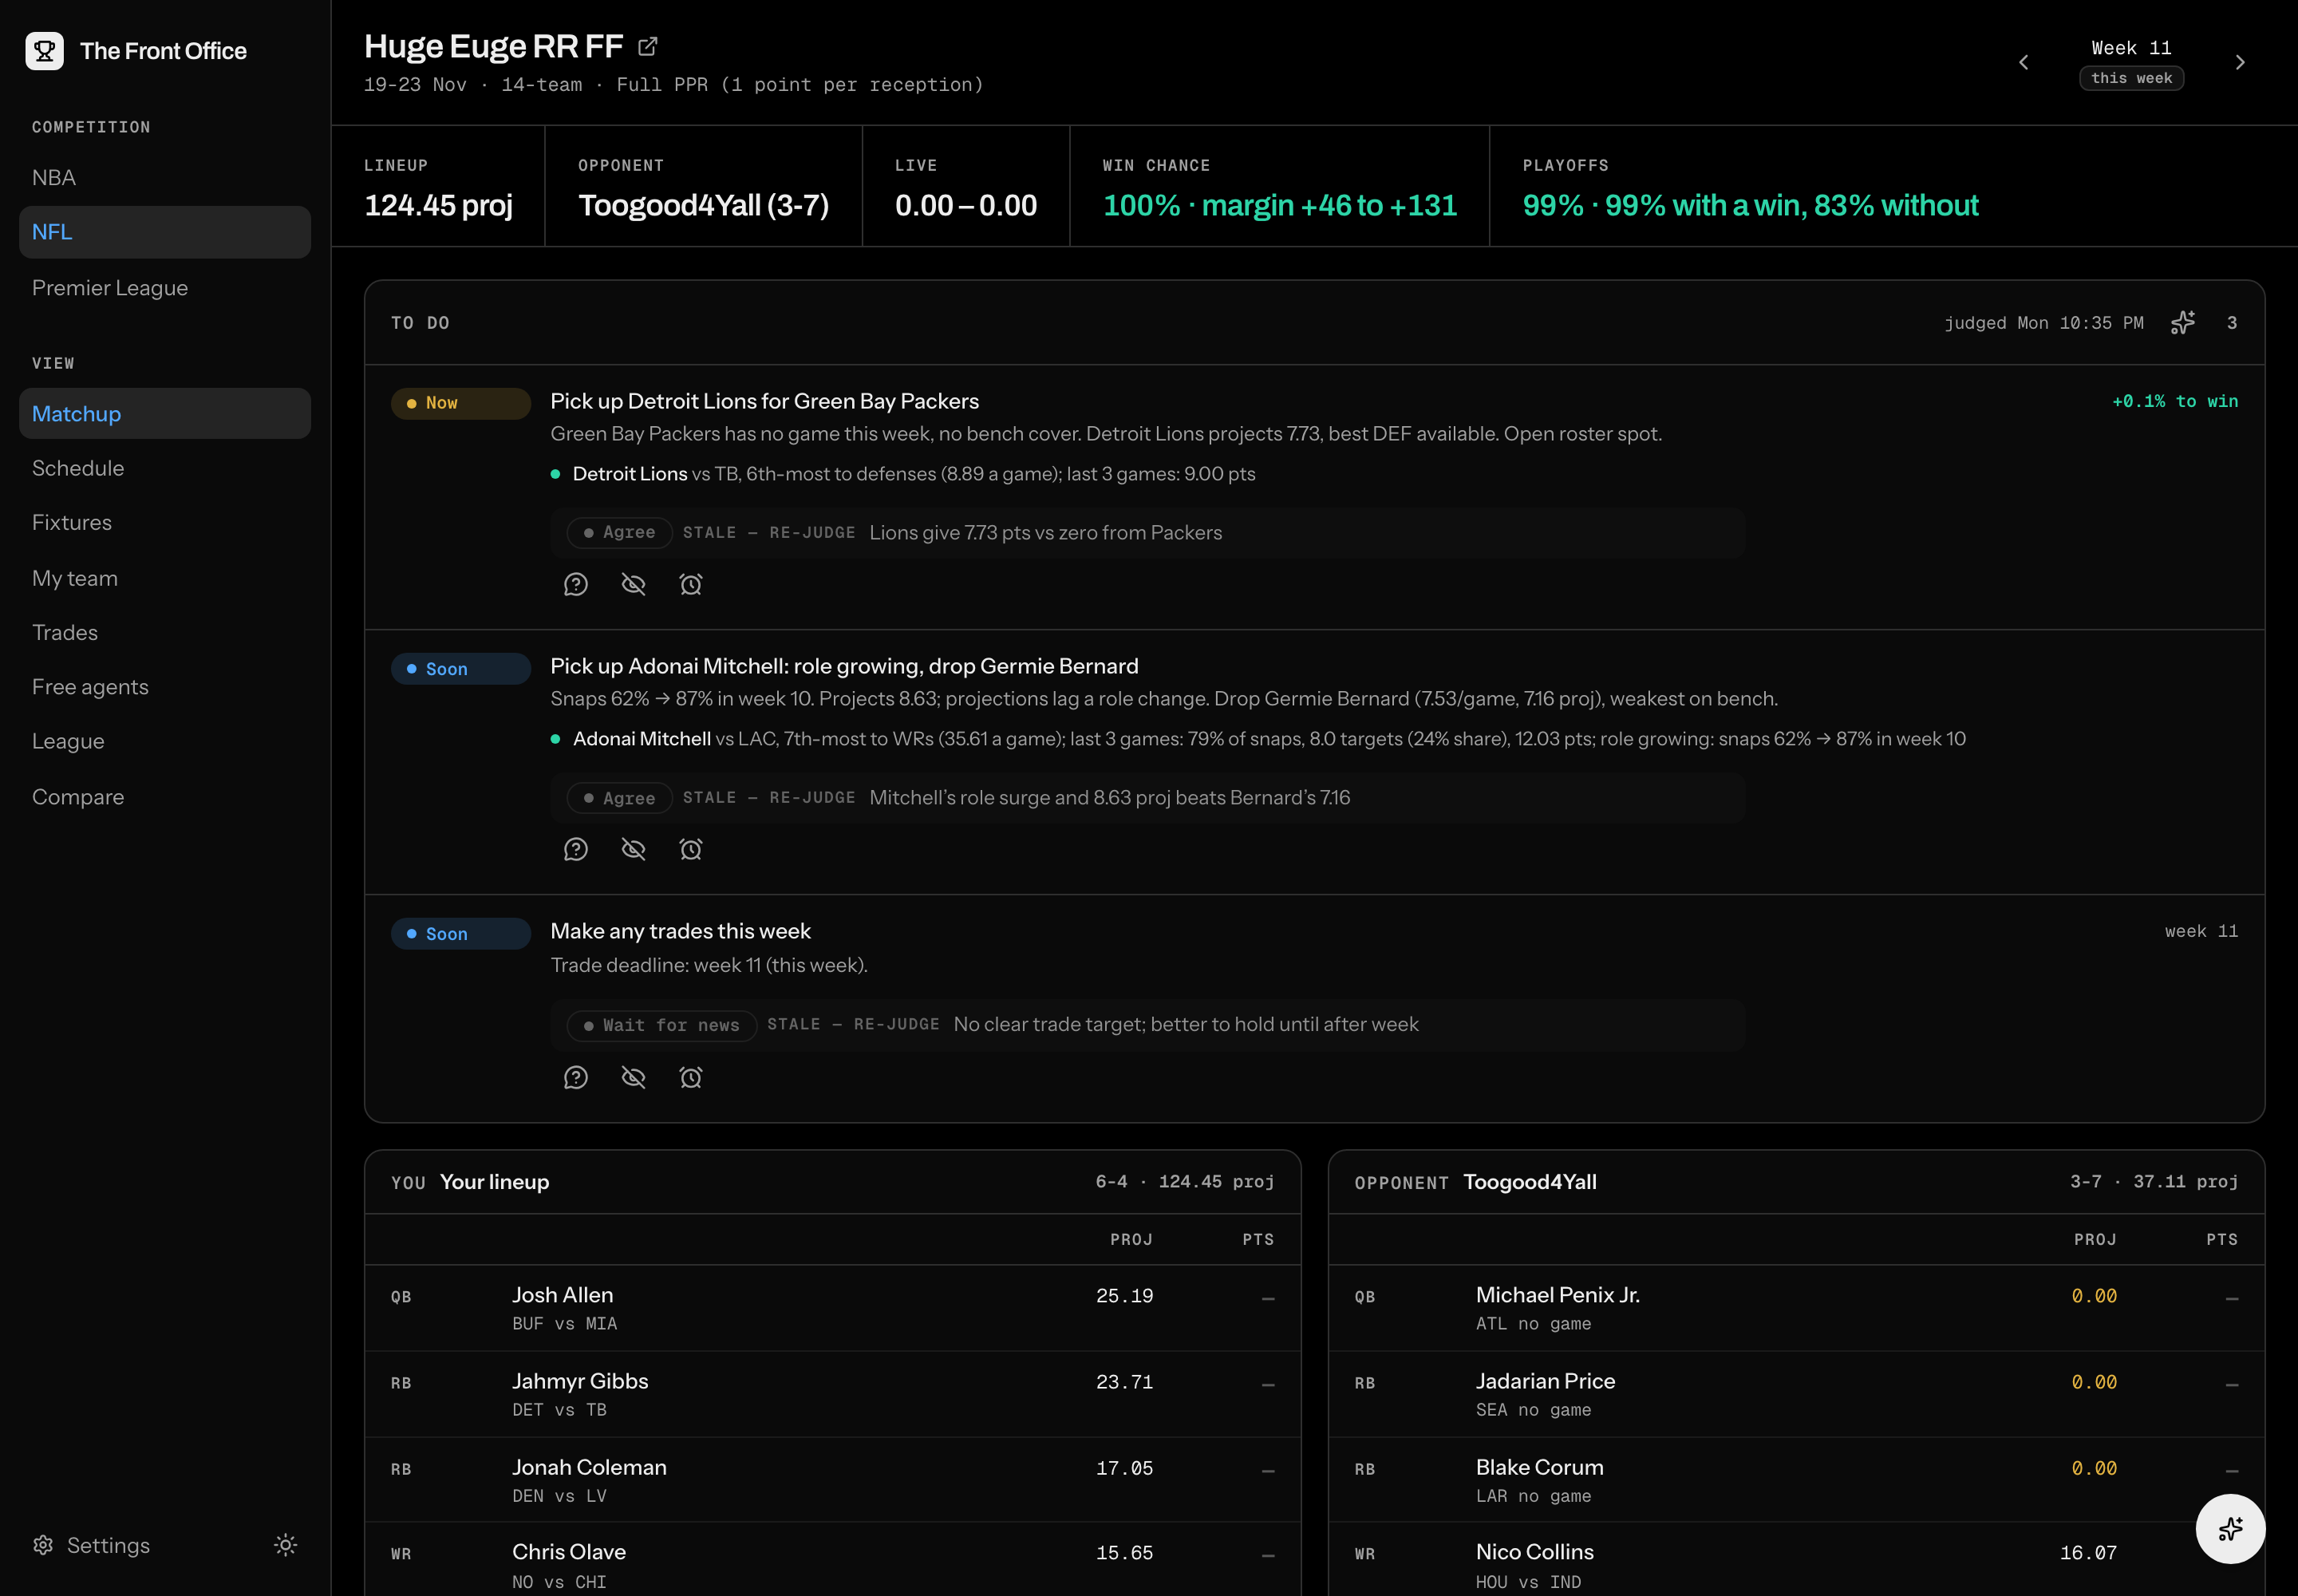 The Front Office
COMPETITION
NBA
NFL
Premier League
VIEW
Matchup
Schedule
Fixtures
My team
Trades
Free agents
League
Compare
Settings
Huge Euge RR FF
19-23 Nov · 14-team · Full PPR (1 point per reception)
Week 11
this week
LINEUP
124.45 proj
OPPONENT
Toogood4Yall (3-7)
LIVE
0.00 – 0.00
WIN CHANCE
100% · margin +46 to +131
PLAYOFFS
99% · 99% with a win, 83% without
TO DO
judged Mon 10:35 PM
3
Now
Pick up Detroit Lions for Green Bay Packers
+0.1% to win
Green Bay Packers has no game this week, no bench cover. Detroit Lions projects 7.73, best DEF available. Open roster spot.
Detroit Lions vs TB, 6th-most to defenses (8.89 a game); last 3 games: 9.00 pts
Agree STALE — RE-JUDGE Lions give 7.73 pts vs zero from Packers
Soon
Pick up Adonai Mitchell: role growing, drop Germie Bernard
Snaps 62% → 87% in week 10. Projects 8.63; projections lag a role change. Drop Germie Bernard (7.53/game, 7.16 proj), weakest on bench.
Adonai Mitchell vs LAC, 7th-most to WRs (35.61 a game); last 3 games: 79% of snaps, 8.0 targets (24% share), 12.03 pts; role growing: snaps 62% → 87% in week 10
Agree STALE — RE-JUDGE Mitchell's role surge and 8.63 proj beats Bernard's 7.16
Soon
Make any trades this week
week 11
Trade deadline: week 11 (this week).
Wait for news STALE — RE-JUDGE No clear trade target; better to hold until after week
YOU Your lineup
6-4 · 124.45 proj
PROJ PTS
QB Josh Allen 25.19 –
BUF vs MIA
RB Jahmyr Gibbs 23.71 –
DET vs TB
RB Jonah Coleman 17.05 –
DEN vs LV
WR Chris Olave 15.65 –
NO vs CHI
OPPONENT Toogood4Yall
3-7 · 37.11 proj
PROJ PTS
QB Michael Penix Jr. 0.00 –
ATL no game
RB Jadarian Price 0.00 –
SEA no game
RB Blake Corum 0.00 –
LAR no game
WR Nico Collins 16.07
HOU vs IND